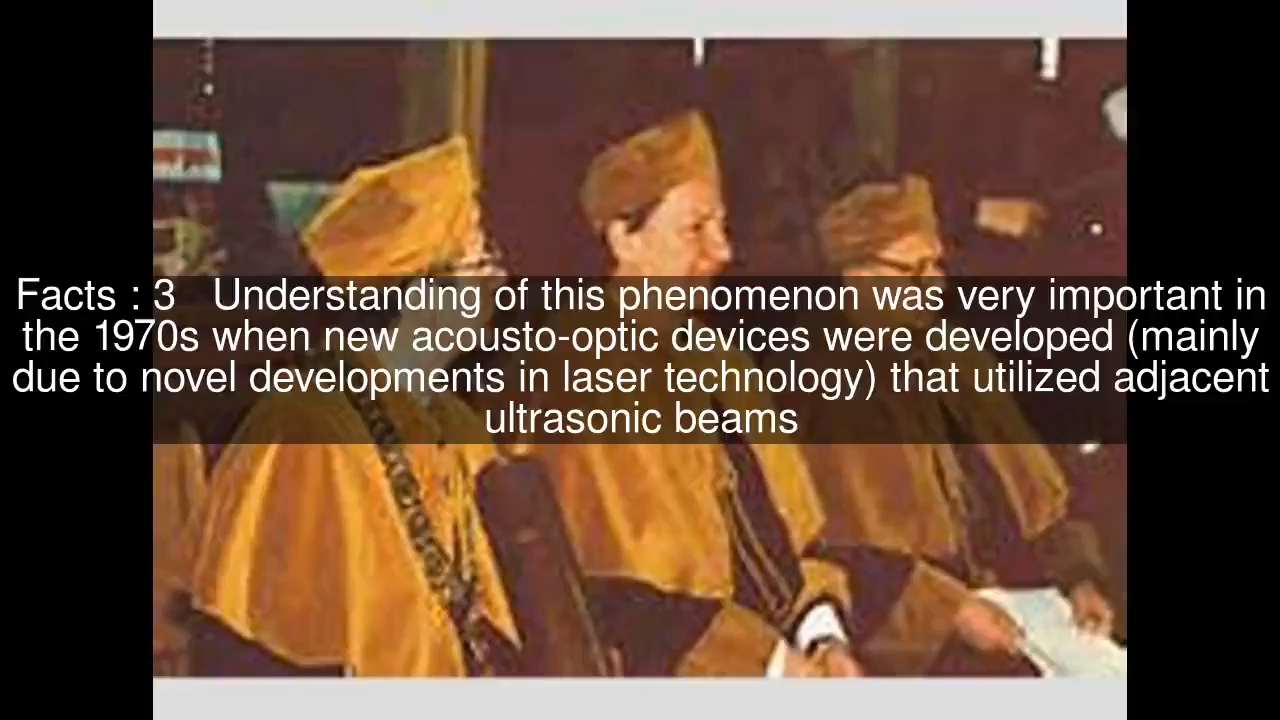 Facts : 3 Understanding of this phenomenon was very important in
the 1970s when new acousto-optic devices were developed (mainly
due to novel developments in laser technology) that utilized adjacent
ultrasonic beams